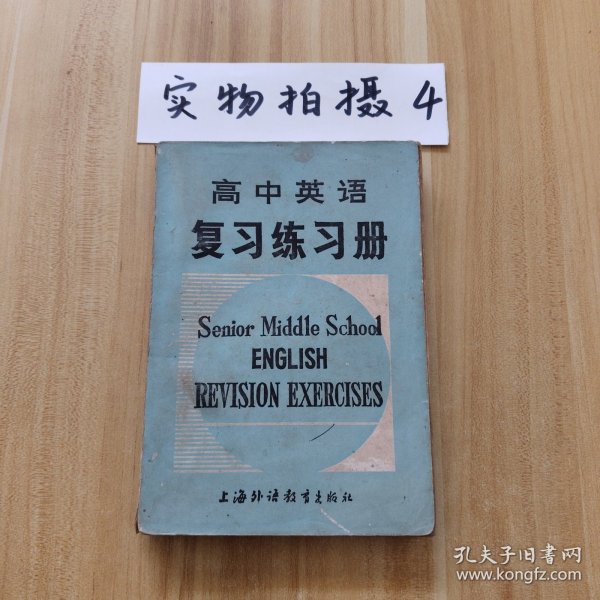 实物拍摄 4
高中英语
复习练习册
Senior Middle School
ENGLISH
REVISION EXERCISES
上海外语教育出版社
孔夫子旧书网
www.kongfz.com